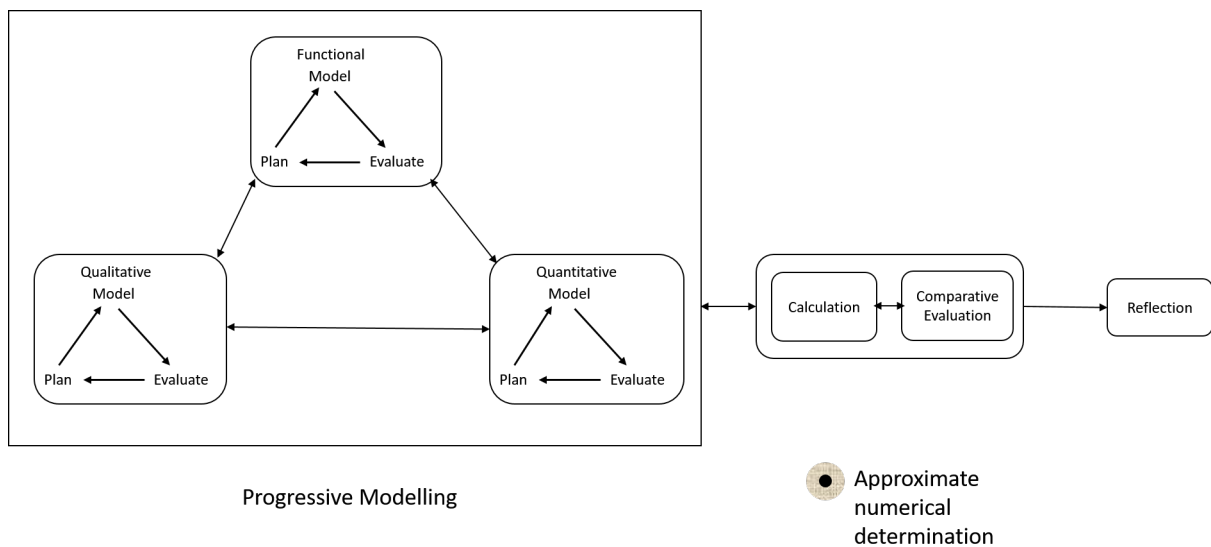 Functional
Model
Plan
Evaluate
Qualitative
Model
Plan
Evaluate
Quantitative
Model
Plan
Evaluate
Calculation
Comparative
Evaluation
Reflection
Progressive Modelling
Approximate
numerical
determination